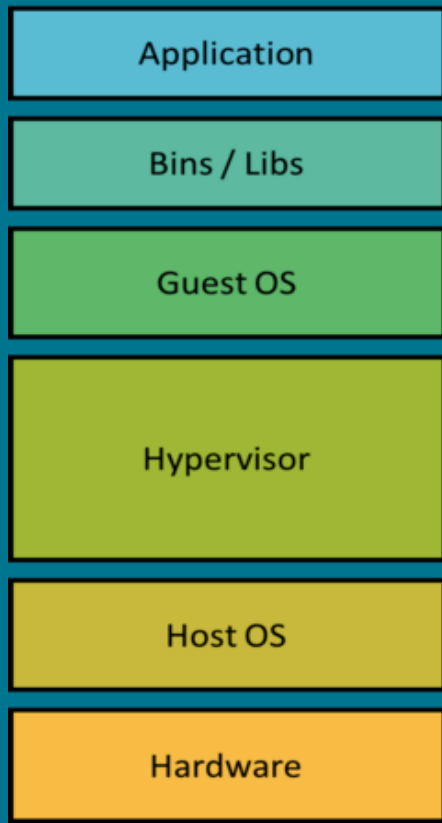 Application
Bins / Libs
Guest OS
Hypervisor
Host OS
Hardware